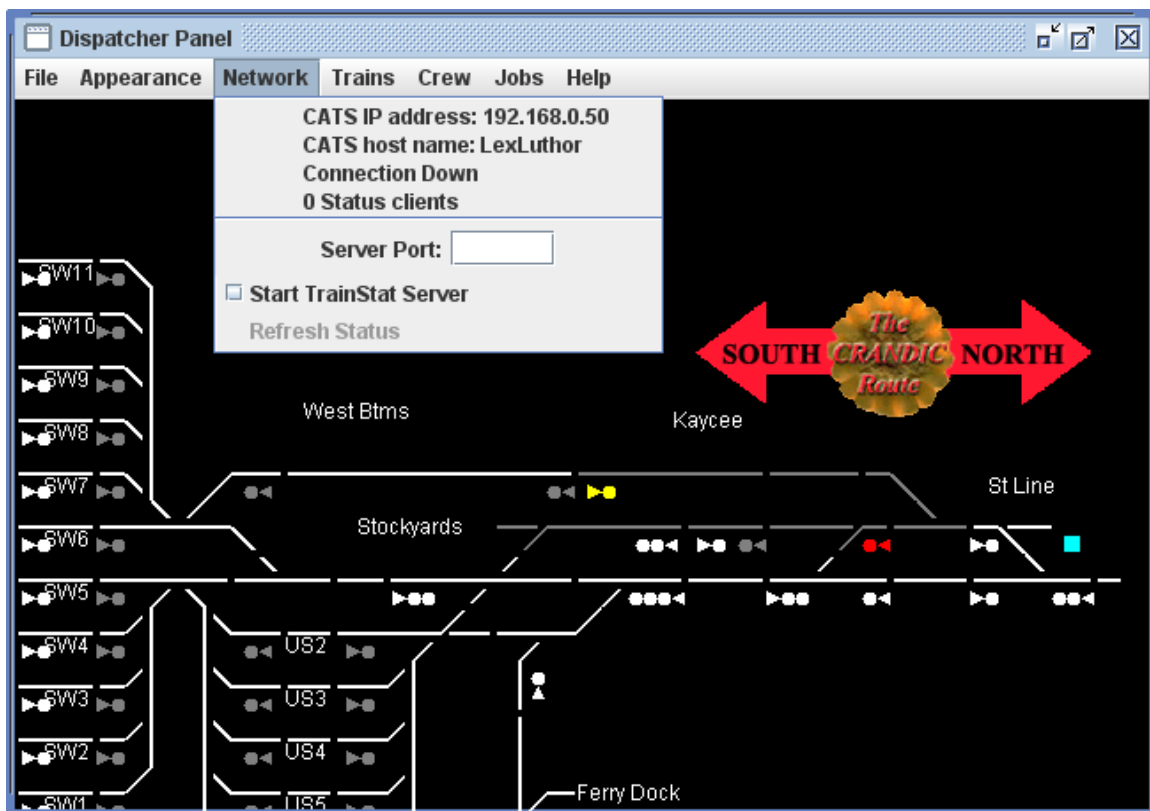 Dispatcher Panel
File Appearance Network Trains Crew Jobs Help
CATS IP address: 192.168.0.50
CATS host name: LexLuthor
Connection Down
0 Status clients
Server Port:
Start TrainStat Server
Refresh Status
SW11
SW10
SW9
SW8
SW7
SW6
SW5
SW4
SW3
SW2
SW1
West Btms
Kaycee
SOUTH The CRANDIC Route NORTH
St Line
Stockyards
US2
US3
US4
US5
Ferry Dock